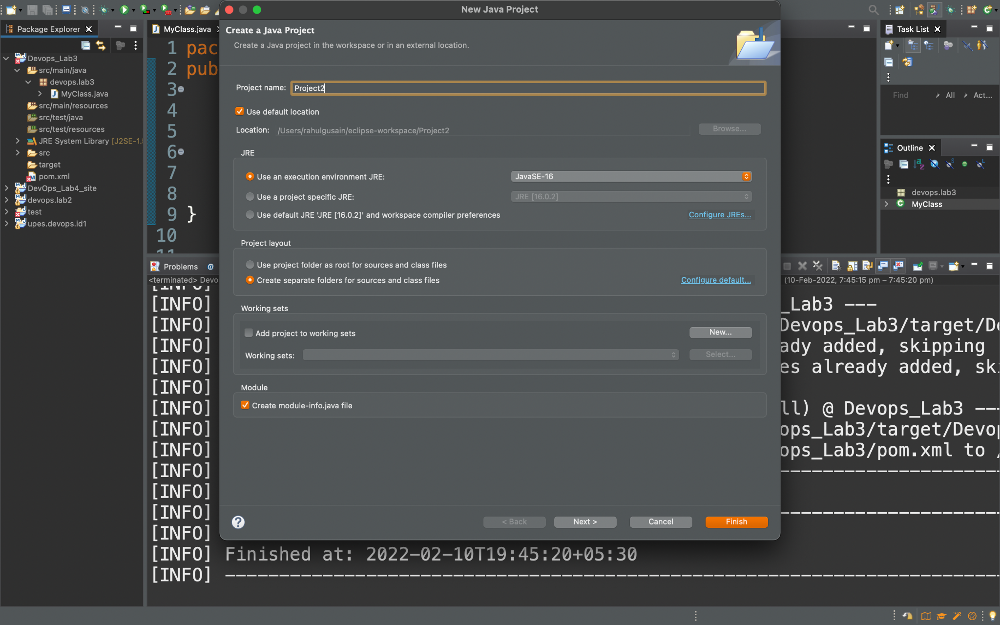 New Java Project
Package Explorer
MyClass.java
Task List
Create a Java Project
Create a Java project in the workspace or in an external location.
Devops_Lab3
src/main/java
devops.lab3
MyClass.java
src/main/resources
src/test/java
src/test/resources
JRE System Library [J2SE-1.5
src
target
pom.xml
DevOps_Lab4_site
devops.lab2
test
upes.devops.id1
1 pac
2 pub
3
4
5
6
7
8
9 }
10
11
Project name: Project2
Use default location
Location: /Users/rahulgusain/eclipse-workspace/Project2
Browse...
JRE
Use an execution environment JRE: JavaSE-16
Use a project specific JRE: JRE [16.0.2]
Use default JRE 'JRE [16.0.2]' and workspace compiler preferences
Configure JREs...
Project layout
Use project folder as root for sources and class files
Create separate folders for sources and class files
Configure default...
Working sets
Add project to working sets
New...
Working sets:
Select...
Module
Create module-info.java file
?
< Back
Next >
Cancel
Finish
Find
All
Act...
Outline
devops.lab3
MyClass
Problems @
<terminated> Devo
(10-Feb-2022, 7:45:15 pm – 7:45:20 pm)
[INFO]
[INFO] _Lab3 ---
[INFO] Devops_Lab3/target/De
[INFO] ady added, skipping
[INFO] es already added, sk
[INFO]
[INFO] ll) @ Devops_Lab3 ---
[INFO] ops_Lab3/target/Devop
[INFO] ops_Lab3/pom.xml to /
[INFO] ------------------------
[INFO]
[INFO] ------------------------
[INFO]
[INFO] Finished at: 2022-02-10T19:45:20+05:30
[INFO] ------------------------------------------------------------------------